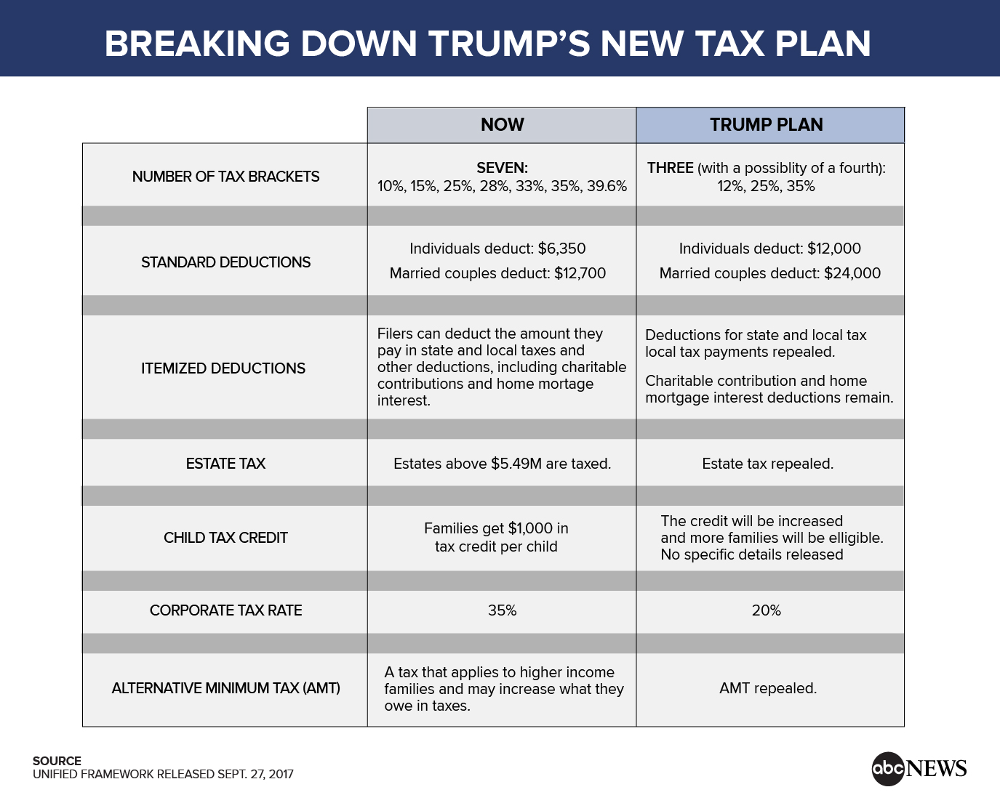 BREAKING DOWN TRUMP'S NEW TAX PLAN
NOW
TRUMP PLAN
NUMBER OF TAX BRACKETS
SEVEN:
10%, 15%, 25%, 28%, 33%, 35%, 39.6%
THREE (with a possiblity of a fourth):
12%, 25%, 35%
STANDARD DEDUCTIONS
Individuals deduct: $6,350
Married couples deduct: $12,700
Individuals deduct: $12,000
Married couples deduct: $24,000
ITEMIZED DEDUCTIONS
Filers can deduct the amount they
pay in state and local taxes and
other deductions, including charitable
contributions and home mortage
interest.
Deductions for state and local tax
local tax payments repealed.
Charitable contribution and home
mortgage interest deductions remain.
ESTATE TAX
Estates above $5.49M are taxed.
Estate tax repealed.
CHILD TAX CREDIT
Families get $1,000 in
tax credit per child
The credit will be increased
and more families will be elligible.
No specific details released
CORPORATE TAX RATE
35%
20%
ALTERNATIVE MINIMUM TAX (AMT)
A tax that applies to higher income
families and may increase what they
owe in taxes.
AMT repealed.
SOURCE
UNIFIED FRAMEWORK RELEASED SEPT. 27, 2017
abc NEWS